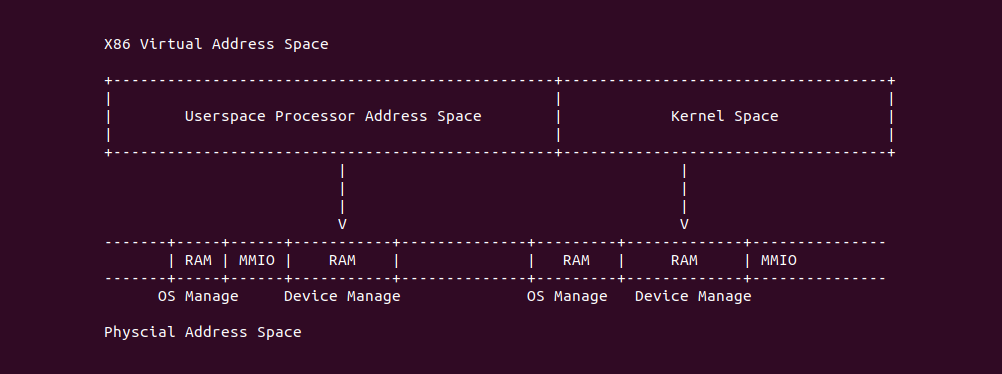 X86 Virtual Address Space
Userspace Processor Address Space Kernel Space
V V
RAM MMIO RAM RAM RAM MMIO
OS Manage Device Manage OS Manage Device Manage
Physcial Address Space